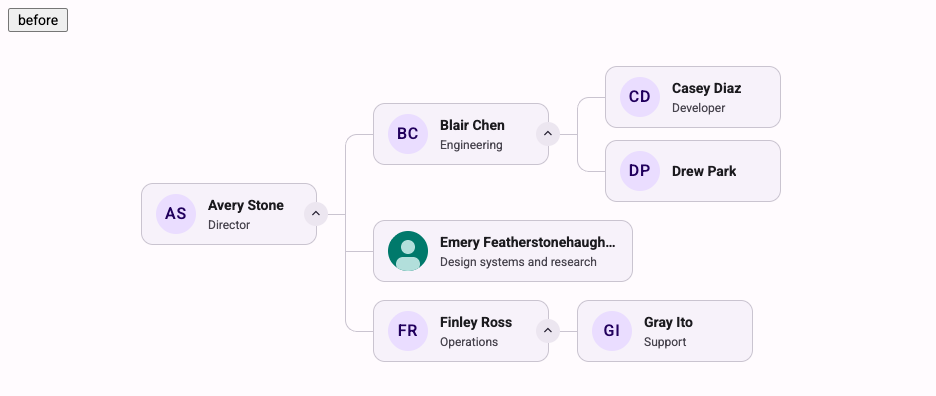 before
AS
Avery Stone
Director
BC
Blair Chen
Engineering
CD
Casey Diaz
Developer
DP
Drew Park
Emery Featherstonehaugh...
Design systems and research
FR
Finley Ross
Operations
GI
Gray Ito
Support